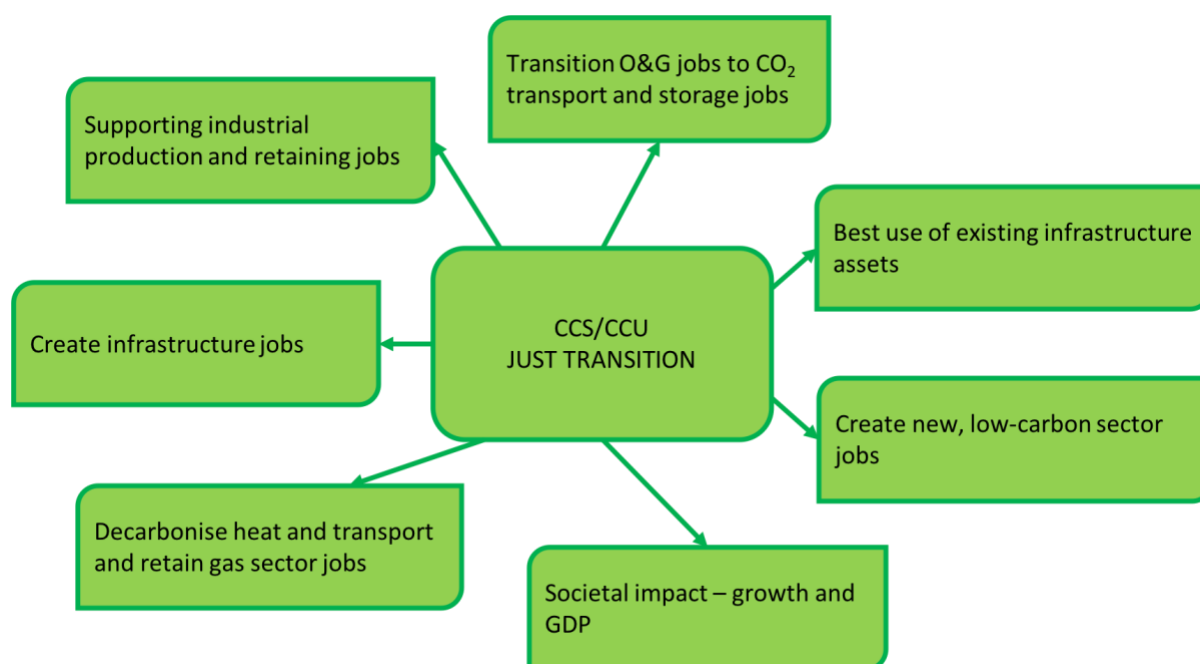 Transition O&G jobs to CO₂
transport and storage jobs
Supporting industrial
production and retaining jobs
Best use of existing infrastructure
assets
CCS/CCU
JUST TRANSITION
Create infrastructure jobs
Create new, low-carbon sector
jobs
Decarbonise heat and transport
and retain gas sector jobs
Societal impact – growth and
GDP